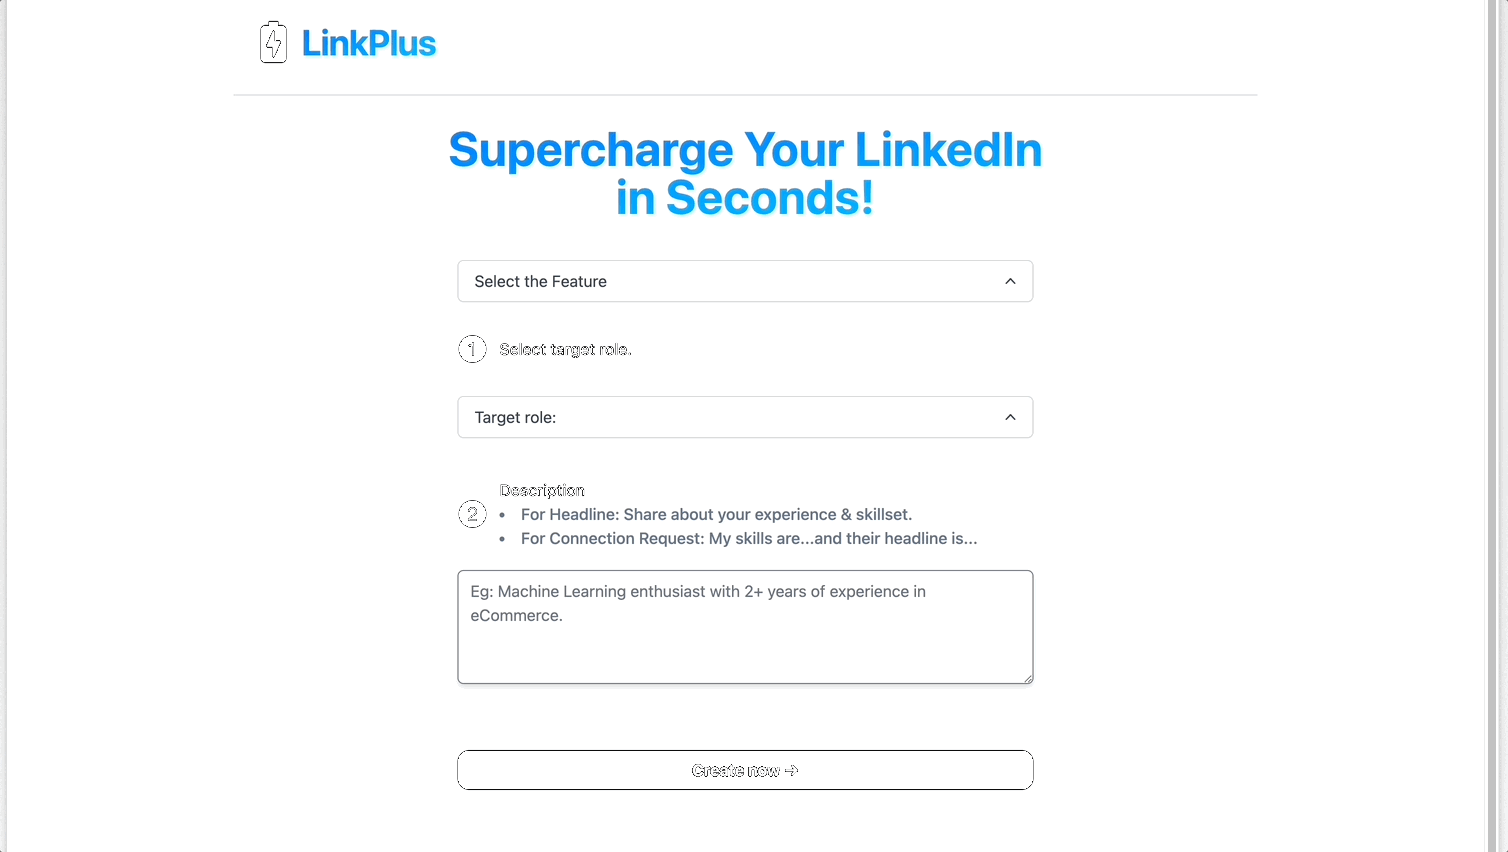 LinkPlus
Supercharge Your LinkedIn
in Seconds!
Select the Feature
1 Select target role.
Target role:
Description
2
• For Headline: Share about your experience & skillset.
• For Connection Request: My skills are...and their headline is...
Eg: Machine Learning enthusiast with 2+ years of experience in
eCommerce.
Create now →